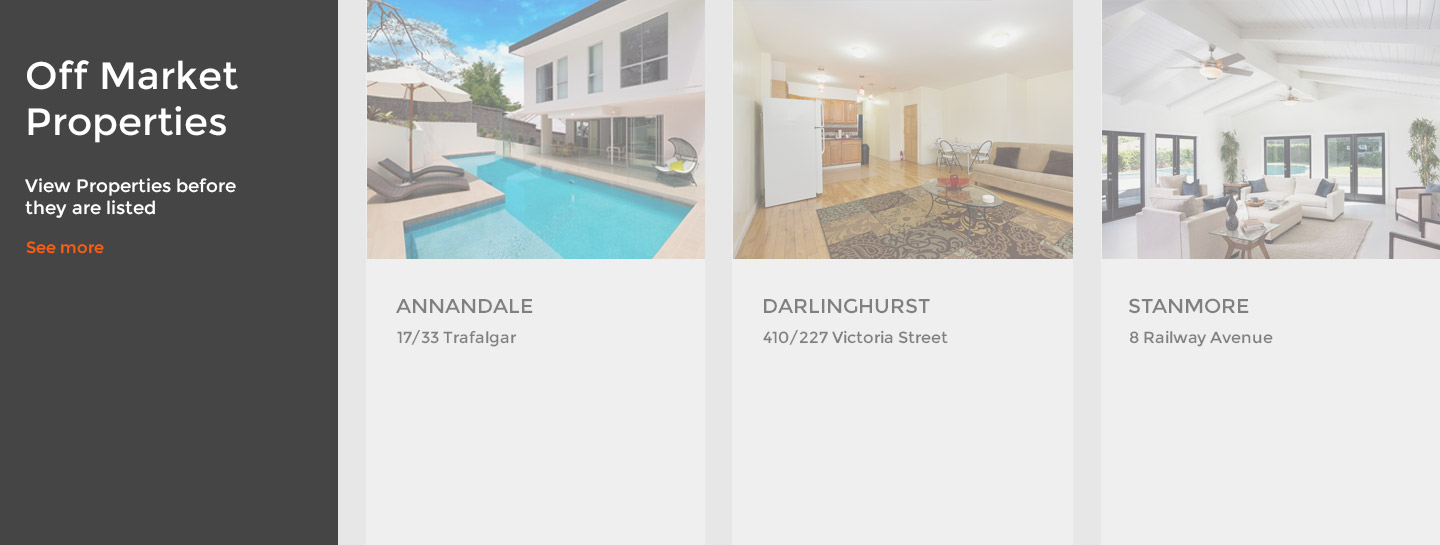 Off Market
Properties
View Properties before
they are listed
See more
ANNANDALE
17/33 Trafalgar
DARLINGHURST
410/227 Victoria Street
STANMORE
8 Railway Avenue